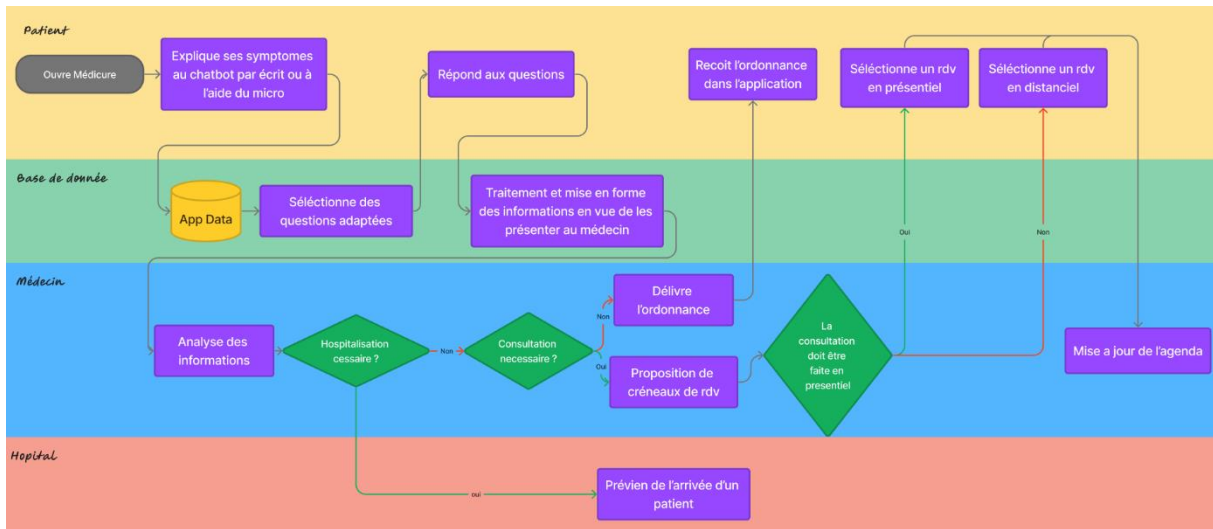 Patient
Ouvre Médicure
Explique ses symptomes
au chatbot par écrit ou à
l'aide du micro
Répond aux questions
Recoit l'ordonnance
dans l'application
Séléctionne un rdv
en présentiel
Séléctionne un rdv
en distanciel
Base de donnée
App Data
Séléctionne des
questions adaptées
Traitement et mise en forme
des informations en vue de les
présenter au médecin
Oui
Non
Médecin
Analyse des
informations
Hospitalisation
cessaire ?
Non
Consultation
necessaire ?
Non
Oui
Délivre
l'ordonnance
Proposition de
créneaux de rdv
La
consultation
doit être
faite en
presentiel
Mise a jour de l'agenda
Hopital
oui
Prévien de l'arrivée d'un
patient